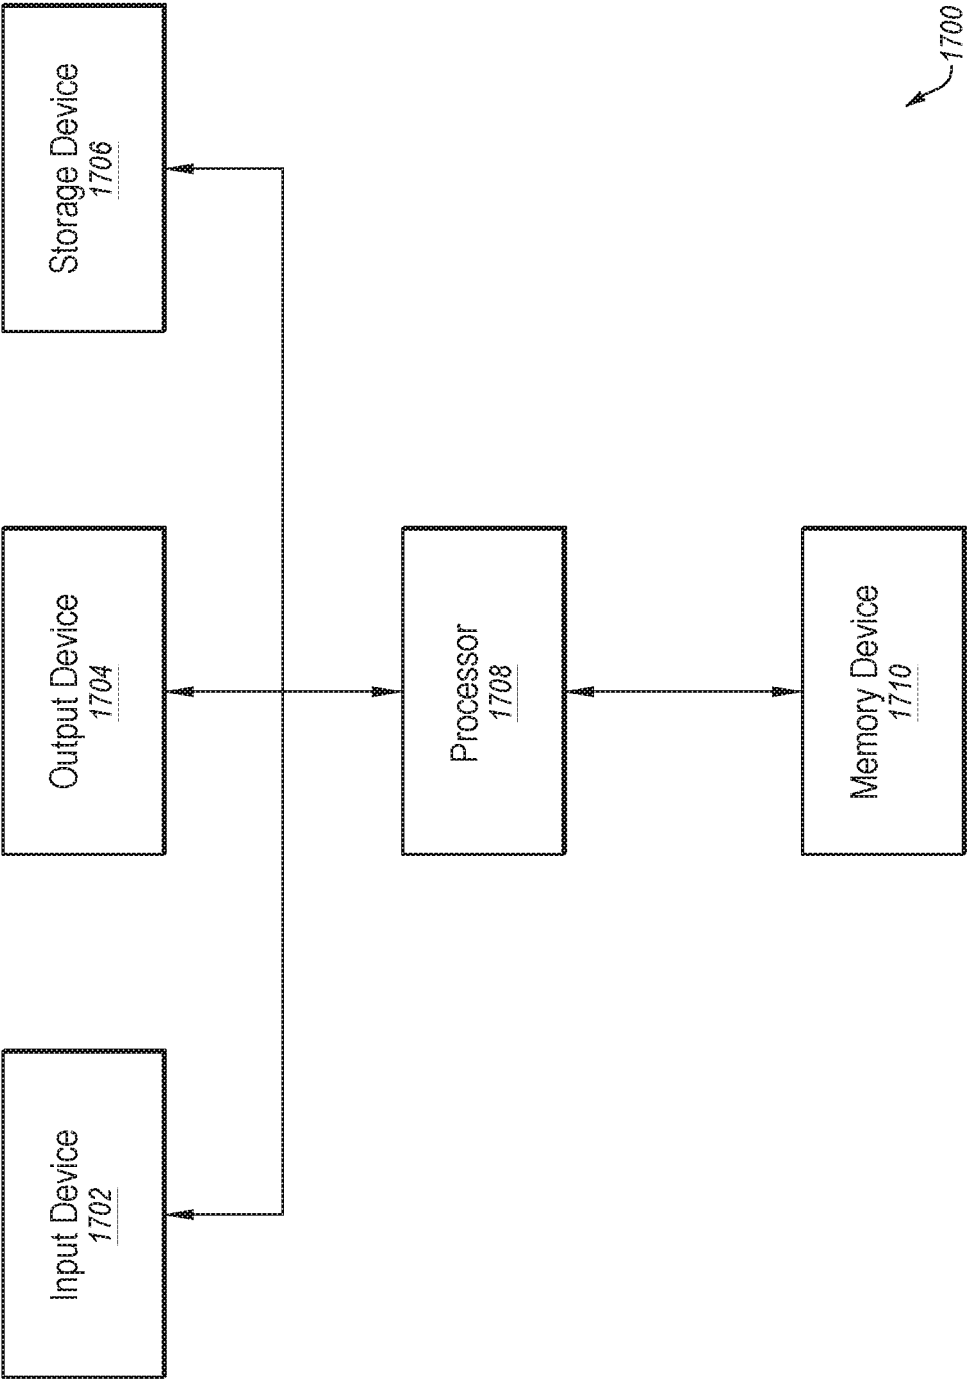 Input Device
1702
Output Device
1704
Storage Device
1706
Processor
1708
Memory Device
1710
1700